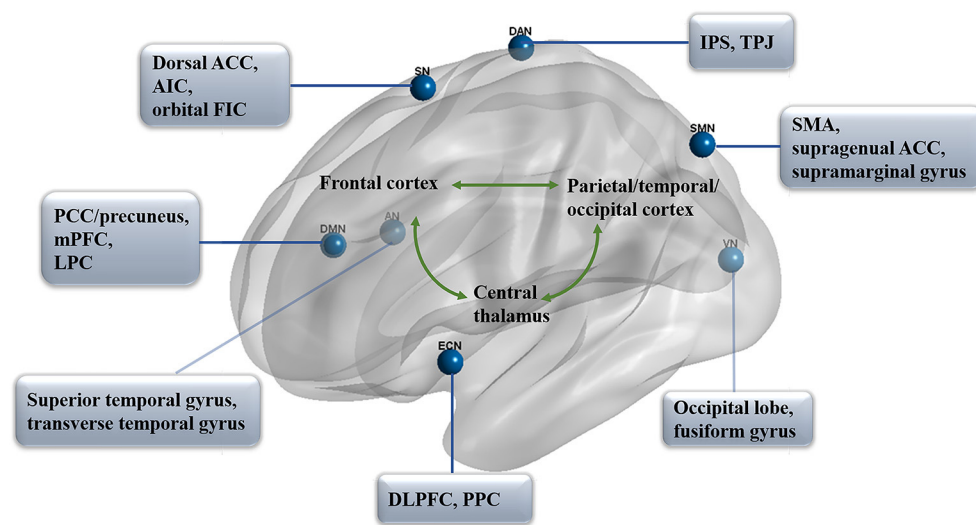 DAN
IPS, TPJ
Dorsal ACC,
AIC,
orbital FIC
SN
SMN
SMA,
supragenual ACC,
supramarginal gyrus
Frontal cortex
Parietal/temporal/
occipital cortex
PCC/precuneus,
mPFC,
LPC
DMN
AN
VN
Central
thalamus
ECN
Superior temporal gyrus,
transverse temporal gyrus
Occipital lobe,
fusiform gyrus
DLPFC, PPC